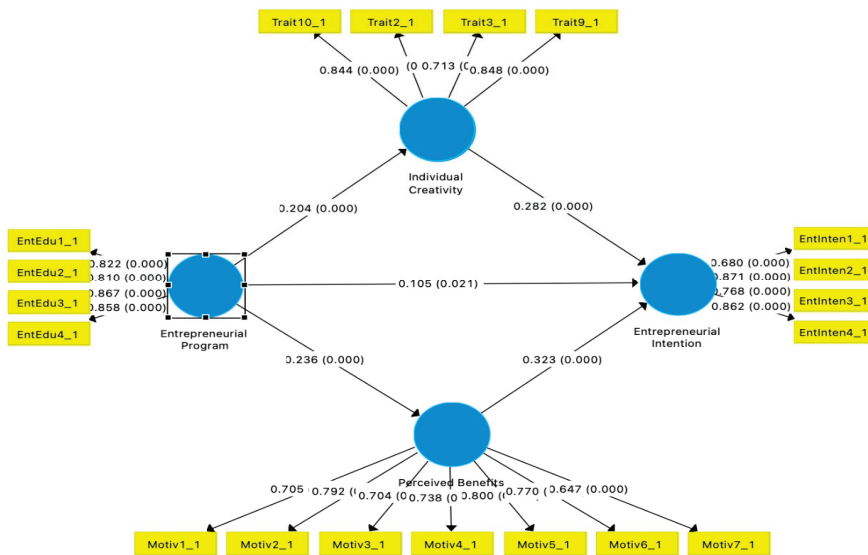 Trait10_1 Trait2_1 Trait3_1 Trait9_1
0.844 (0.000) 0.713 0.848 (0.000)
Individual
Creativity
0.204 (0.000) 0.282 (0.000)
EntEdu1_1
EntEdu2_1
EntEdu3_1
EntEdu4_1
0.822 (0.000)
0.810 (0.000)
0.867 (0.000)
0.858 (0.000)
Entrepreneurial
Program
0.105 (0.021)
0.680 (0.000)
0.871 (0.000)
0.768 (0.000)
0.862 (0.000)
EntInten1_1
EntInten2_1
EntInten3_1
EntInten4_1
Entrepreneurial
Intention
0.236 (0.000) 0.323 (0.000)
Perceived Benefits
0.705 0.792 0.704 0.738 0.800 0.770 0.647 (0.000)
Motiv1_1 Motiv2_1 Motiv3_1 Motiv4_1 Motiv5_1 Motiv6_1 Motiv7_1